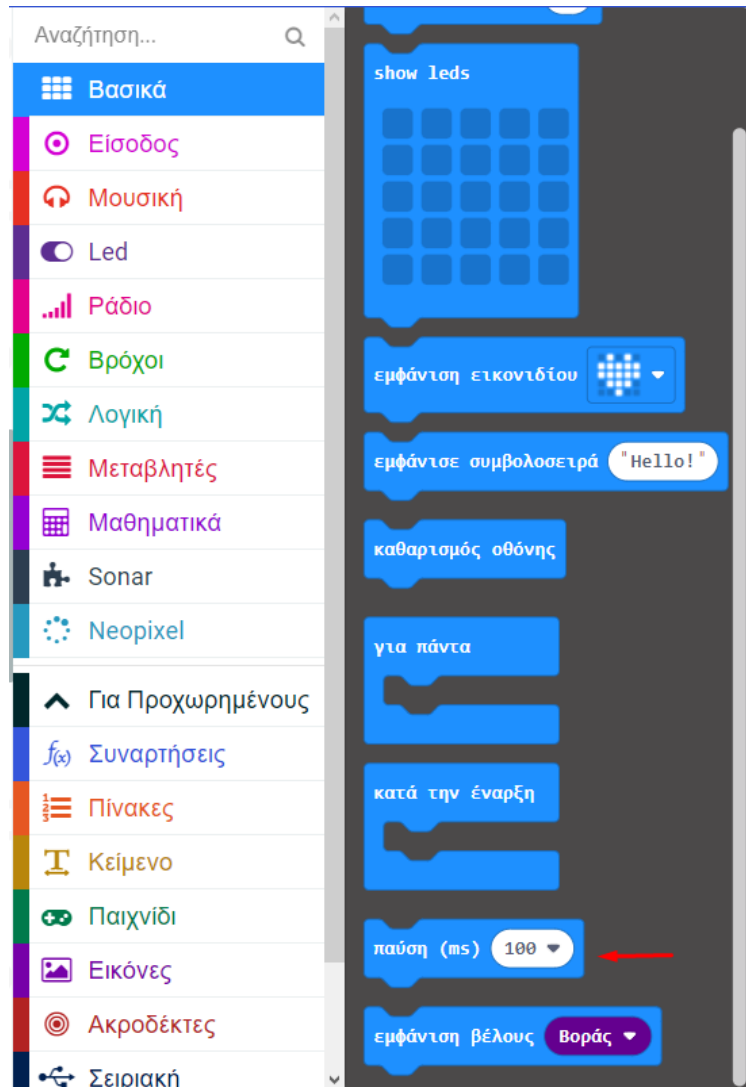 Αναζήτηση...
Βασικά
Είσοδος
Μουσική
Led
Ράδιο
Βρόχοι
Λογική
Μεταβλητές
Μαθηματικά
Sonar
Neopixel
Για Προχωρημένους
f(x) Συναρτήσεις
Πίνακες
Κείμενο
Παιχνίδι
Εικόνες
Ακροδέκτες
Σειριακή
show leds
εμφάνιση εικονιδίου
εμφάνισε συμβολοσειρά "Hello!"
καθαρισμός οθόνης
για πάντα
κατά την έναρξη
παύση (ms) 100
εμφάνιση βέλους Βοράς